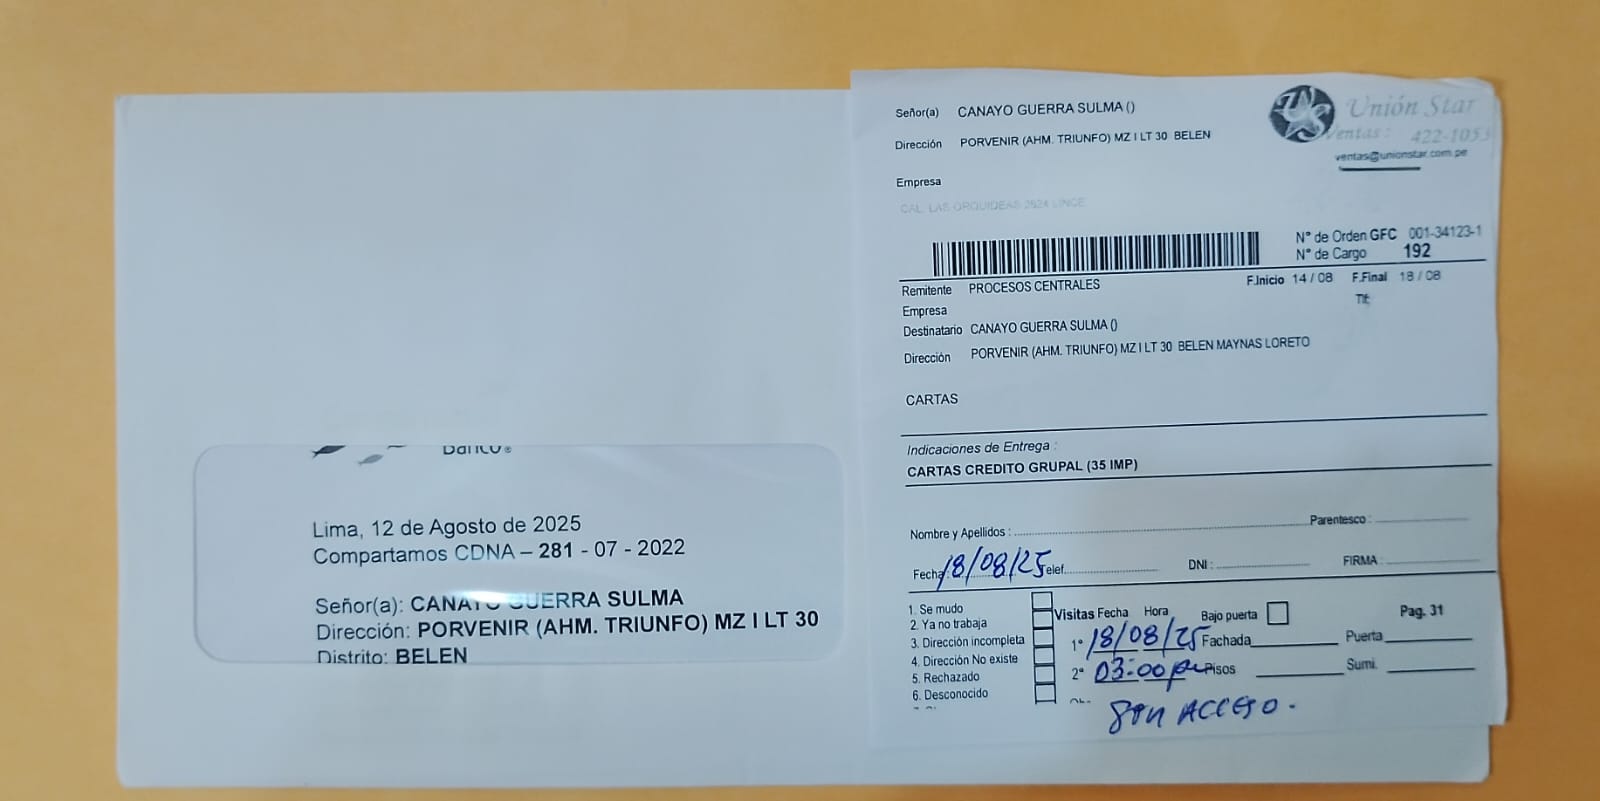 Banco®
Lima, 12 de Agosto de 2025
Compartamos CDNA – 281 - 07 - 2022
Señor(a): CANAYO GUERRA SULMA
Dirección: PORVENIR (AHM. TRIUNFO) MZ I LT 30
Distrito: BELEN
Señor(a) CANAYO GUERRA SULMA ()
Dirección PORVENIR (AHM. TRIUNFO) MZ I LT 30 BELEN
Empresa
CAL. LAS ORQUIDEAS 2624 LINCE
Unión Star
Ventas: 422-1053
ventas@unionstar.com.pe
N° de Orden GFC 001-34123-1
N° de Cargo 192
F.Inicio 14 / 08 F.Final 18 / 08
Remitente PROCESOS CENTRALES
Tlf:
Empresa
Destinatario CANAYO GUERRA SULMA ()
Dirección PORVENIR (AHM. TRIUNFO) MZ I LT 30 BELEN MAYNAS LORETO
CARTAS
Indicaciones de Entrega :
CARTAS CREDITO GRUPAL (35 IMP)
Nombre y Apellidos : Parentesco :
Fecha: 18/08/25 Telef. DNI : FIRMA :
1. Se mudo
2. Ya no trabaja
3. Dirección incompleta
4. Dirección No existe
5. Rechazado
6. Desconocido
Visitas Fecha Hora Bajo puerta Pag. 31
1° 18/08/25 Fachada Puerta
2° 03:00 Pisos Sumi.
ACCESO.